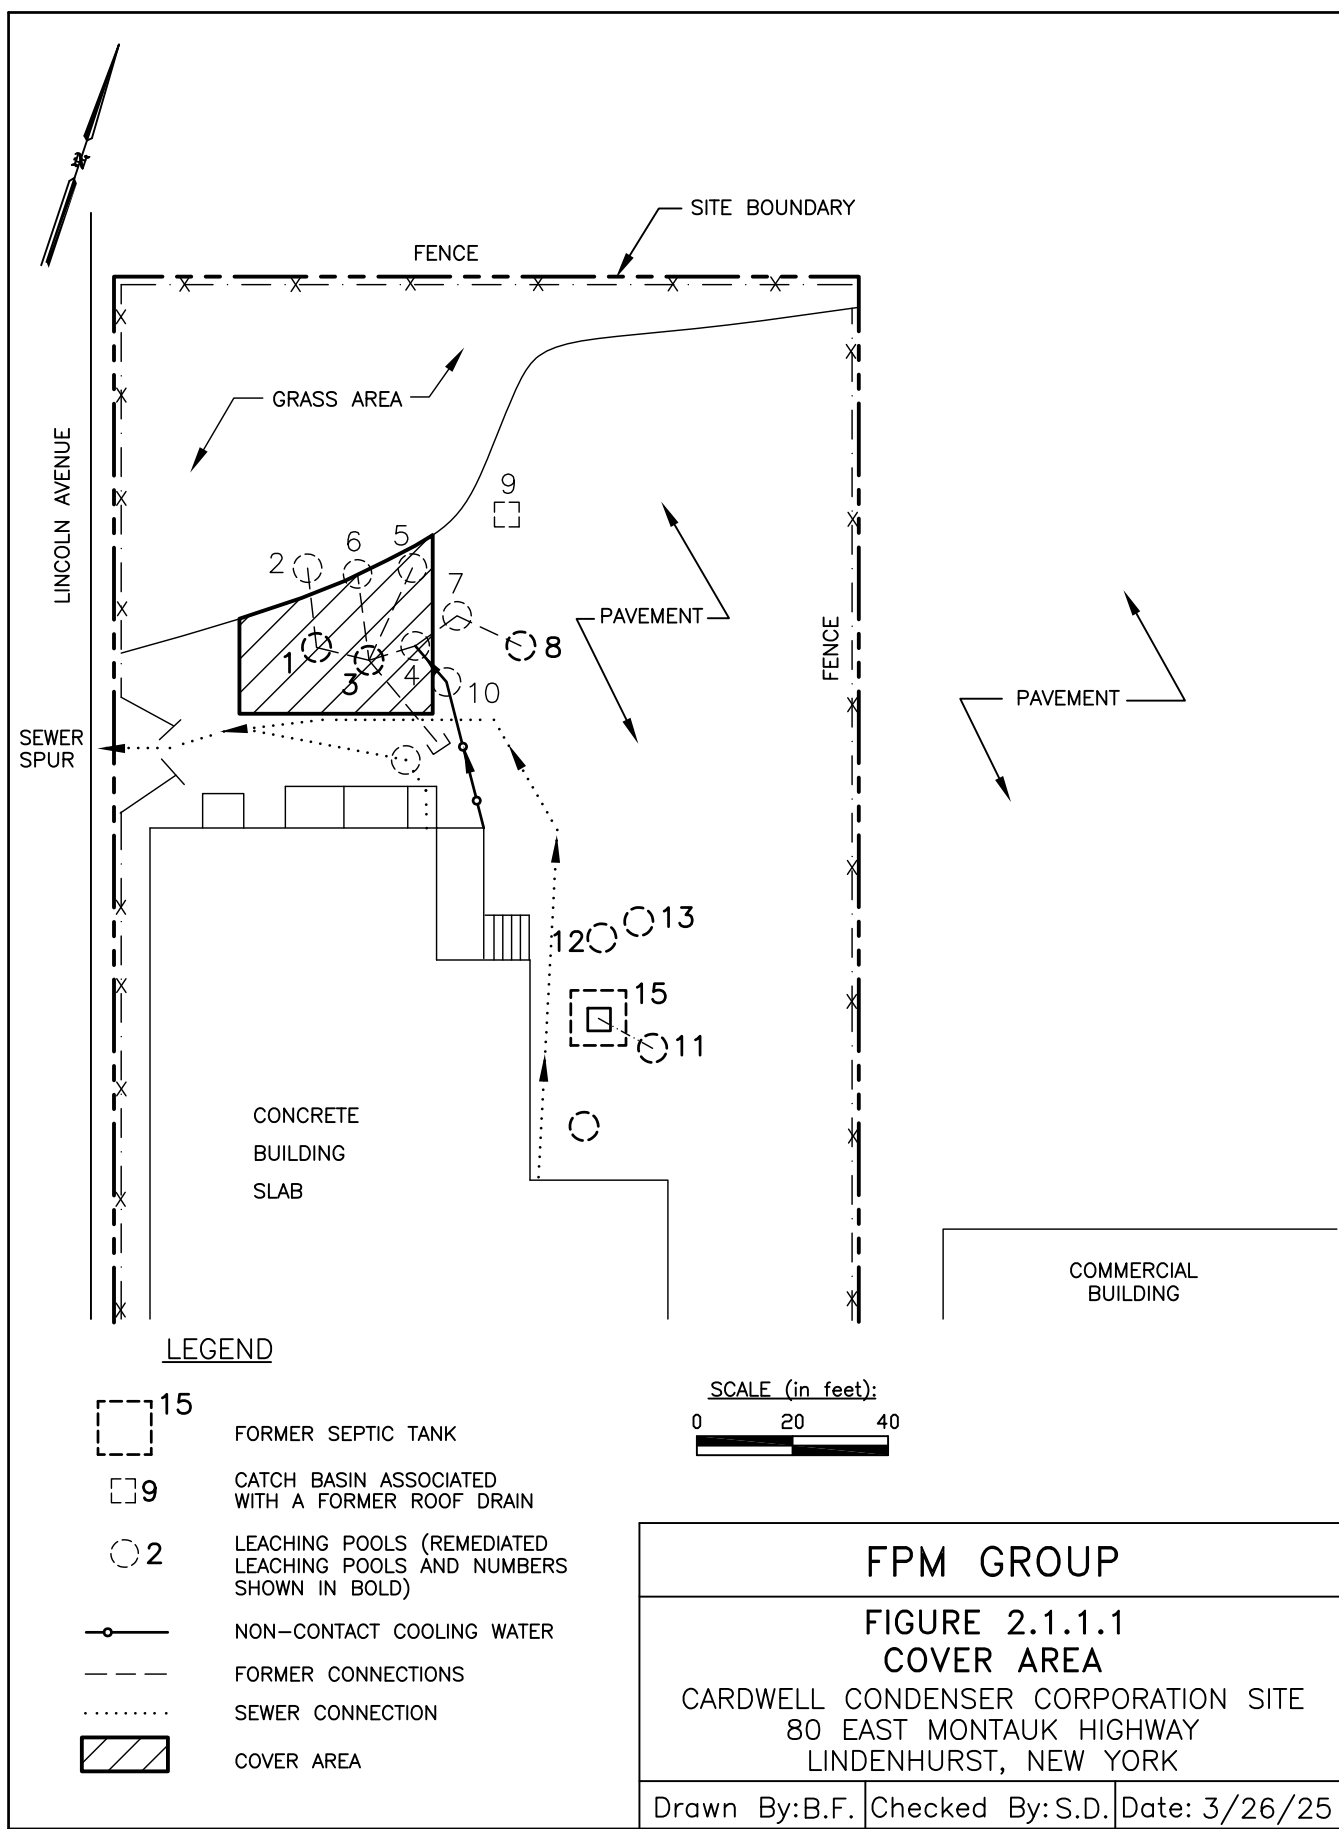 N
SITE BOUNDARY
FENCE
GRASS AREA
LINCOLN AVENUE
9
2
6
5
7
PAVEMENT
8
1
3
4
10
FENCE
PAVEMENT
SEWER
SPUR
12
13
15
11
CONCRETE
BUILDING
SLAB
COMMERCIAL
BUILDING
LEGEND
15
FORMER SEPTIC TANK
9
CATCH BASIN ASSOCIATED
WITH A FORMER ROOF DRAIN
2
LEACHING POOLS (REMEDIATED
LEACHING POOLS AND NUMBERS
SHOWN IN BOLD)
NON-CONTACT COOLING WATER
FORMER CONNECTIONS
SEWER CONNECTION
COVER AREA
SCALE (in feet):
0 20 40
FPM GROUP
FIGURE 2.1.1.1
COVER AREA
CARDWELL CONDENSER CORPORATION SITE
80 EAST MONTAUK HIGHWAY
LINDENHURST, NEW YORK
Drawn By: B.F. Checked By: S.D. Date: 3/26/25